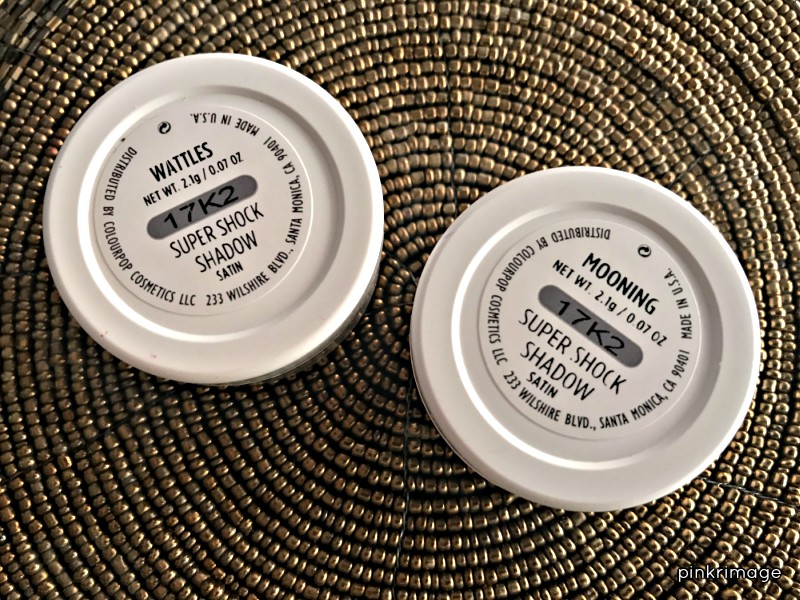 WATTLES
NET WT. 2.1g / 0.07 OZ
17K2
SUPER SHOCK
SHADOW
SATIN
DISTRIBUTED BY COLOURPOP COSMETICS LLC 233 WILSHIRE BLVD., SANTA MONICA, CA 90401 MADE IN U.S.A.
MOONING
NET WT. 2.1g / 0.07 OZ
17K2
SUPER SHOCK
SHADOW
SATIN
DISTRIBUTED BY COLOURPOP COSMETICS LLC 233 WILSHIRE BLVD., SANTA MONICA, CA 90401 MADE IN U.S.A.
pinkrimage